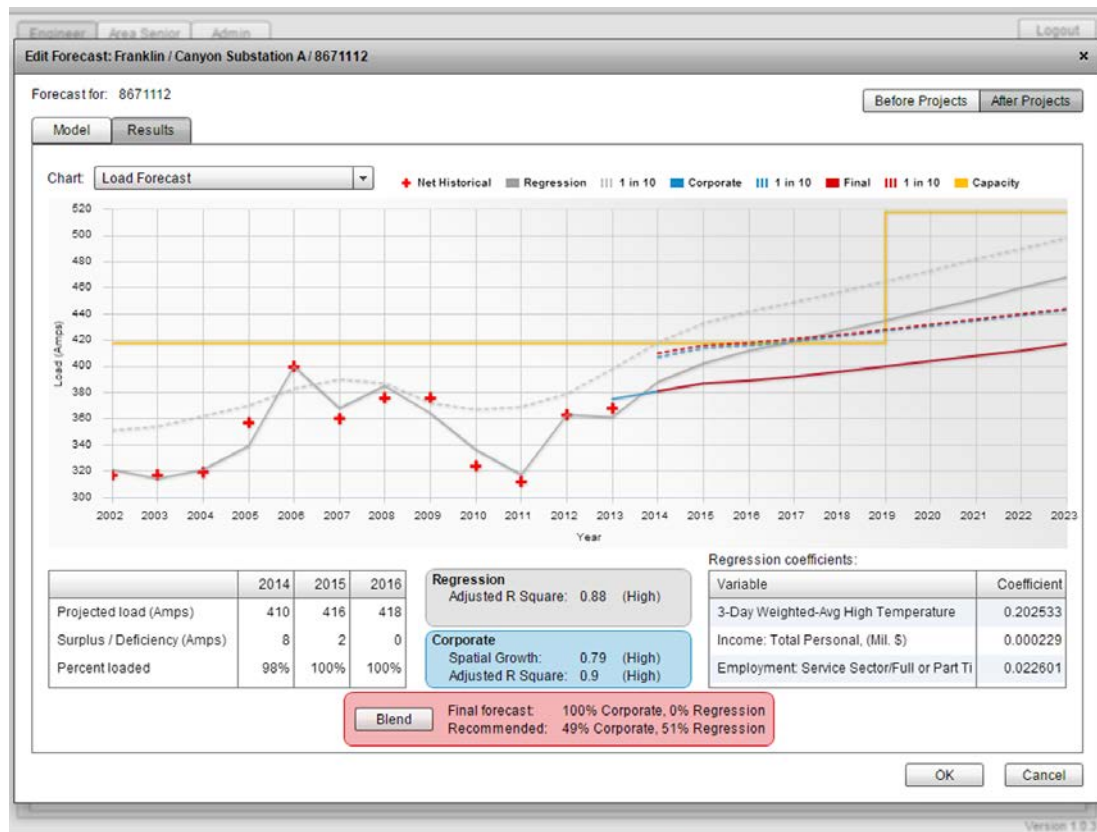 Engineer Area Senior Admin Logout
Edit Forecast: Franklin / Canyon Substation A / 8671112 ×
Forecast for: 8671112
Before Projects After Projects
Model Results
Chart: Load Forecast
Net Historical Regression 1 in 10 Corporate 1 in 10 Final 1 in 10 Capacity
520
500
480
460
440
420
400
380
360
340
320
300
Load (Amps)
2002 2003 2004 2005 2006 2007 2008 2009 2010 2011 2012 2013 2014 2015 2016 2017 2018 2019 2020 2021 2022 2023
Year
2014 2015 2016
Projected load (Amps) 410 416 418
Surplus / Deficiency (Amps) 8 2 0
Percent loaded 98% 100% 100%
Regression
Adjusted R Square: 0.88 (High)
Corporate
Spatial Growth: 0.79 (High)
Adjusted R Square: 0.9 (High)
Regression coefficients:
Variable Coefficient
3-Day Weighted-Avg High Temperature 0.202533
Income: Total Personal, (Mil. $) 0.000229
Employment: Service Sector/Full or Part Ti 0.022601
Blend
Final forecast: 100% Corporate, 0% Regression
Recommended: 49% Corporate, 51% Regression
OK Cancel
Version 1.0.3